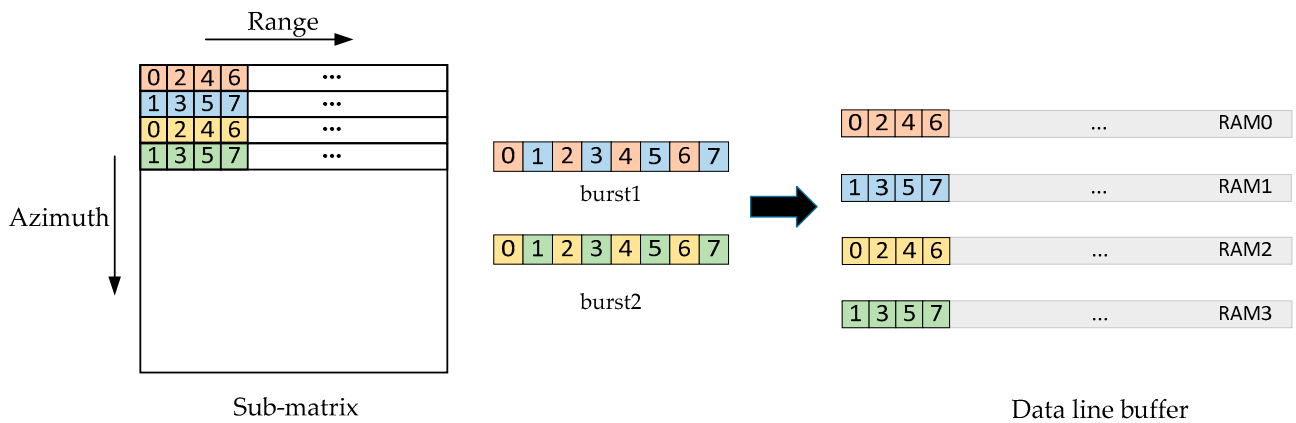 Range
0 2 4 6 ...
1 3 5 7 ...
0 2 4 6 ...
1 3 5 7 ...
Azimuth
Sub-matrix
0 1 2 3 4 5 6 7
burst1
0 1 2 3 4 5 6 7
burst2
0 2 4 6 ... RAM0
1 3 5 7 ... RAM1
0 2 4 6 ... RAM2
1 3 5 7 ... RAM3
Data line buffer